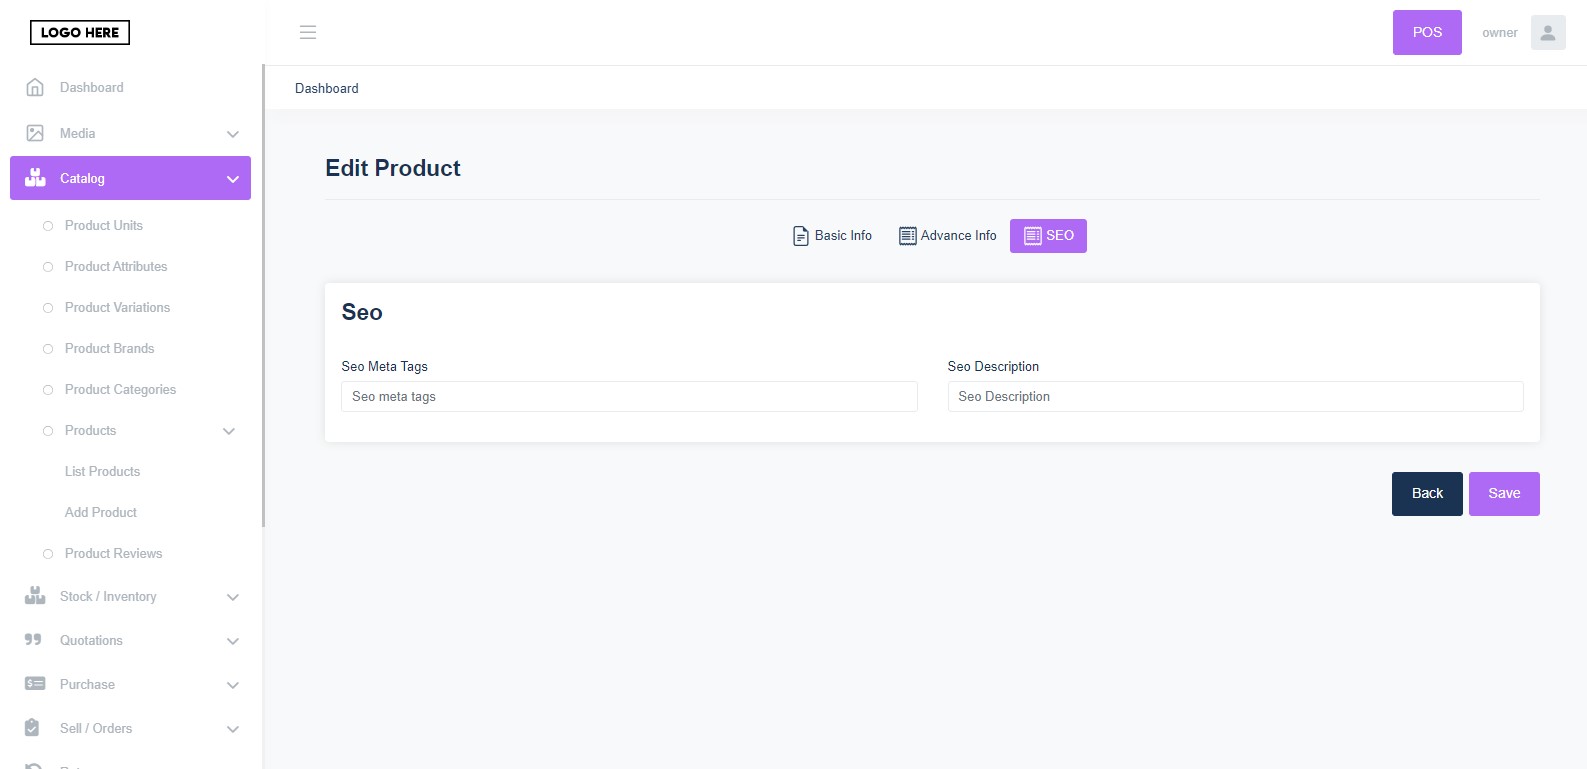 LOGO HERE
POS
owner
Dashboard
Dashboard
Media
Catalog
Product Units
Product Attributes
Product Variations
Product Brands
Product Categories
Products
List Products
Add Product
Product Reviews
Stock / Inventory
Quotations
Purchase
Sell / Orders
Edit Product
Basic Info
Advance Info
SEO
Seo
Seo Meta Tags
Seo meta tags
Seo Description
Seo Description
Back
Save